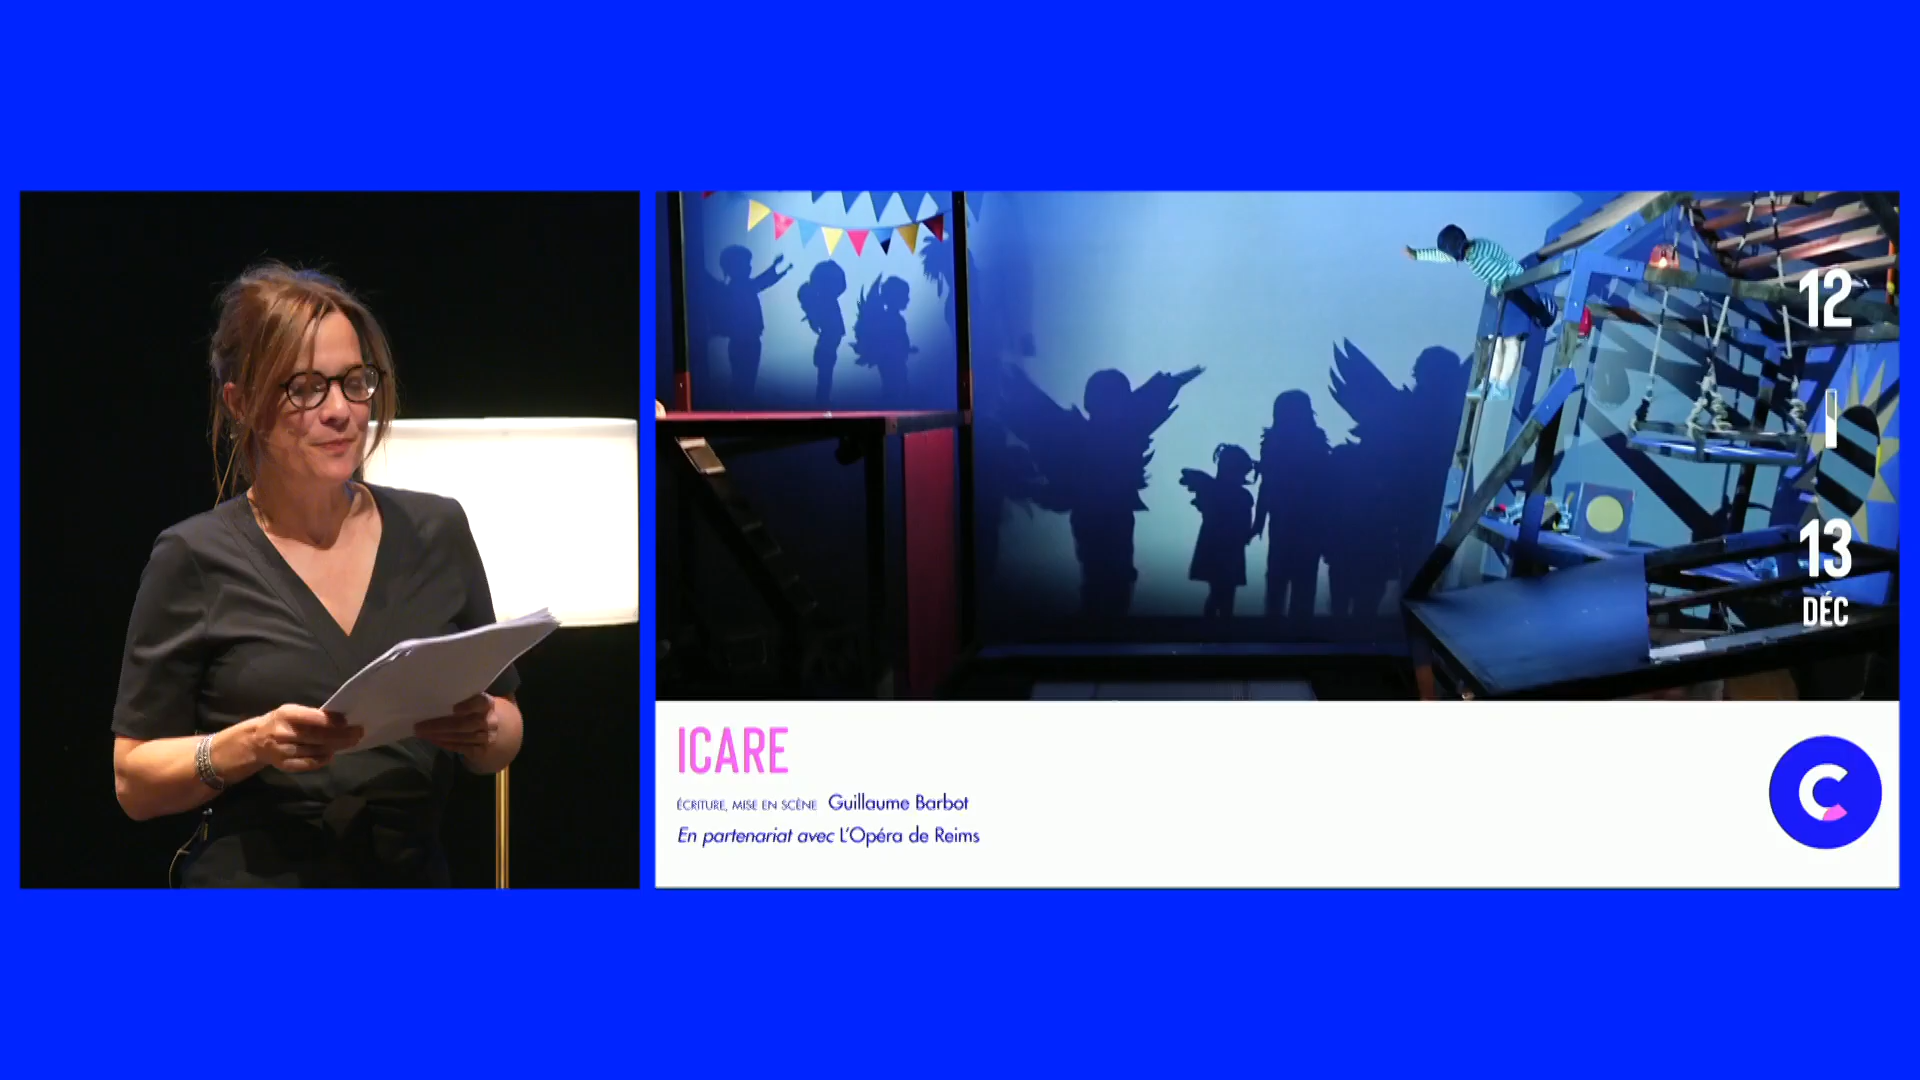 12
|
13
DÉC
ICARE
ÉCRITURE, MISE EN SCÈNE Guillaume Barbot
En partenariat avec L'Opéra de Reims
C